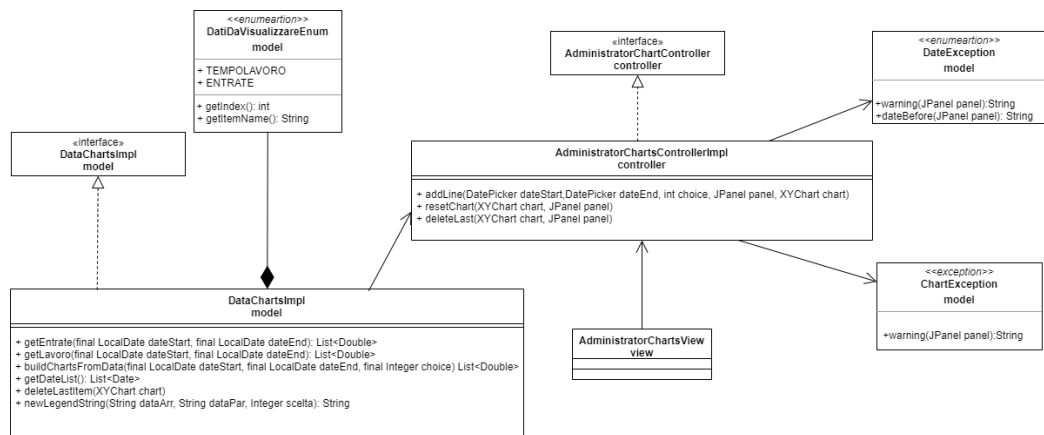 <<enumeartion>>
DatiDaVisualizzareEnum
model
+ TEMPOLAVORO
+ ENTRATE
+ getIndex(): int
+ getItemName(): String
«interface»
AdministratorChartController
controller
<<enumeartion>>
DateException
model
+warning(JPanel panel):String
+dateBefore(JPanel panel): String
«interface»
DataChartsImpl
model
AdministratorChartsControllerImpl
controller
+ addLine(DatePicker dateStart,DatePicker dateEnd, int choice, JPanel panel, XYChart chart)
+ resetChart(XYChart chart, JPanel panel)
+ deleteLast(XYChart chart, JPanel panel)
<<exception>>
ChartException
model
+warning(JPanel panel):String
DataChartsImpl
model
+ getEntrate(final LocalDate dateStart, final LocalDate dateEnd): List<Double>
+ getLavoro(final LocalDate dateStart, final LocalDate dateEnd): List<Double>
+ buildChartsFromData(final LocalDate dateStart, final LocalDate dateEnd, final Integer choice) List<Double>
+ getDateList(): List<Date>
+ deleteLastItem(XYChart chart)
+ newLegendString(String dataArr, String dataPar, Integer scelta): String
AdministratorChartsView
view